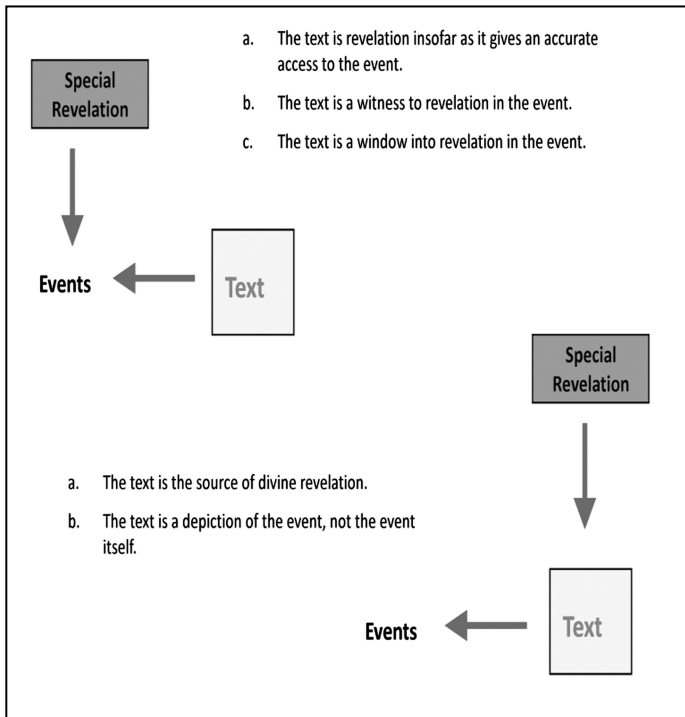 a. The text is revelation insofar as it gives an accurate
access to the event.
b. The text is a witness to revelation in the event.
c. The text is a window into revelation in the event.
Special
Revelation
Events
Text
Special
Revelation
a. The text is the source of divine revelation.
b. The text is a depiction of the event, not the event
itself.
Events
Text